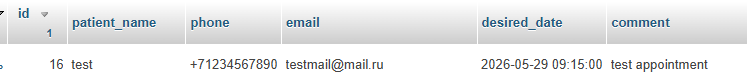 id patient_name phone email desired_date comment
1
16 test +71234567890 testmail@mail.ru 2026-05-29 09:15:00 test appointment